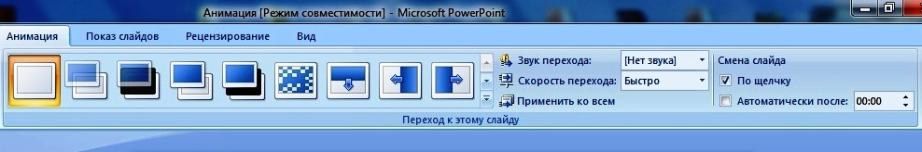 Анимация [Режим совместимости] - Microsoft PowerPoint
Анимация Показ слайдов Рецензирование Вид
Звук перехода: [Нет звука] Смена слайда
Скорость перехода: Быстро По щелчку
Применить ко всем Автоматически после: 00:00
Переход к этому слайду